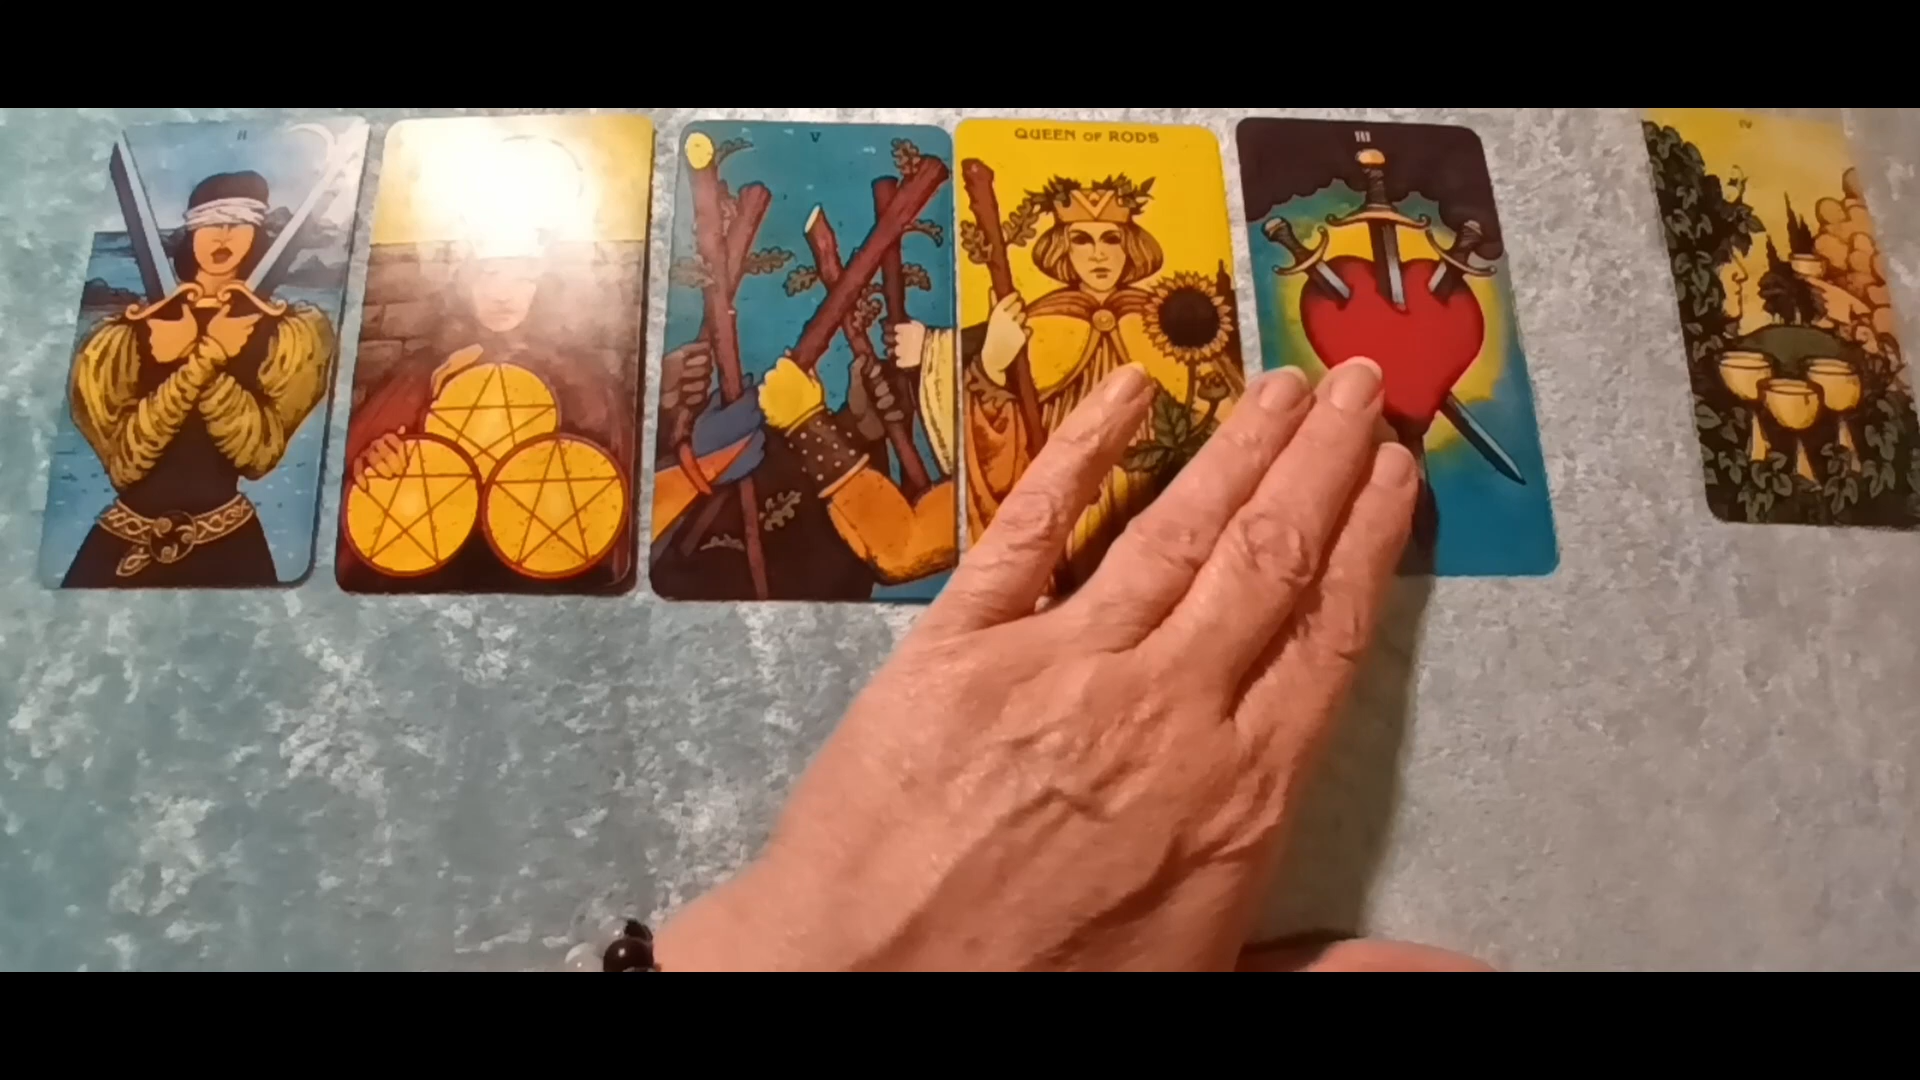 II
V
QUEEN OF RODS
III
IV